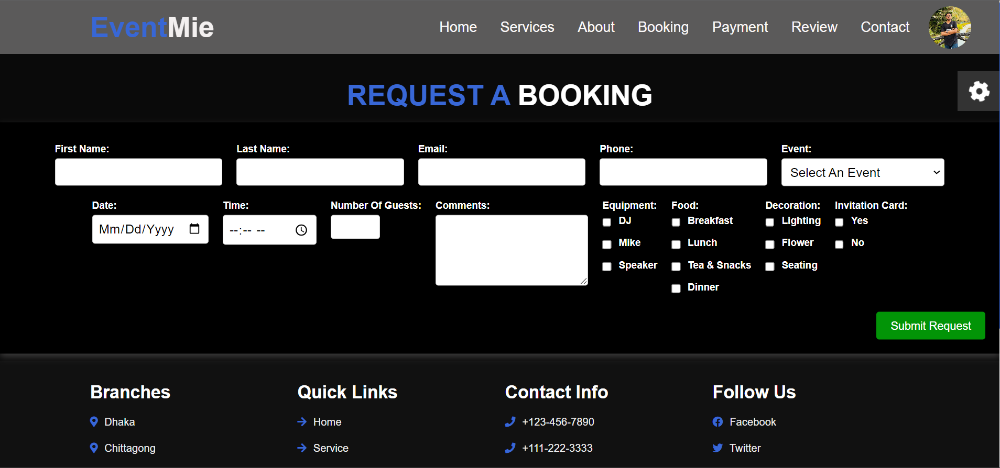 EventMie
Home Services About Booking Payment Review Contact
REQUEST A BOOKING
First Name: Last Name: Email: Phone: Event:
Select An Event
Date: Time: Number Of Guests: Comments: Equipment: Food: Decoration: Invitation Card:
Mm/Dd/Yyyy --:-- --
DJ Breakfast Lighting Yes
Mike Lunch Flower No
Speaker Tea & Snacks Seating
Dinner
Submit Request
Branches Quick Links Contact Info Follow Us
Dhaka Home +123-456-7890 Facebook
Chittagong Service +111-222-3333 Twitter